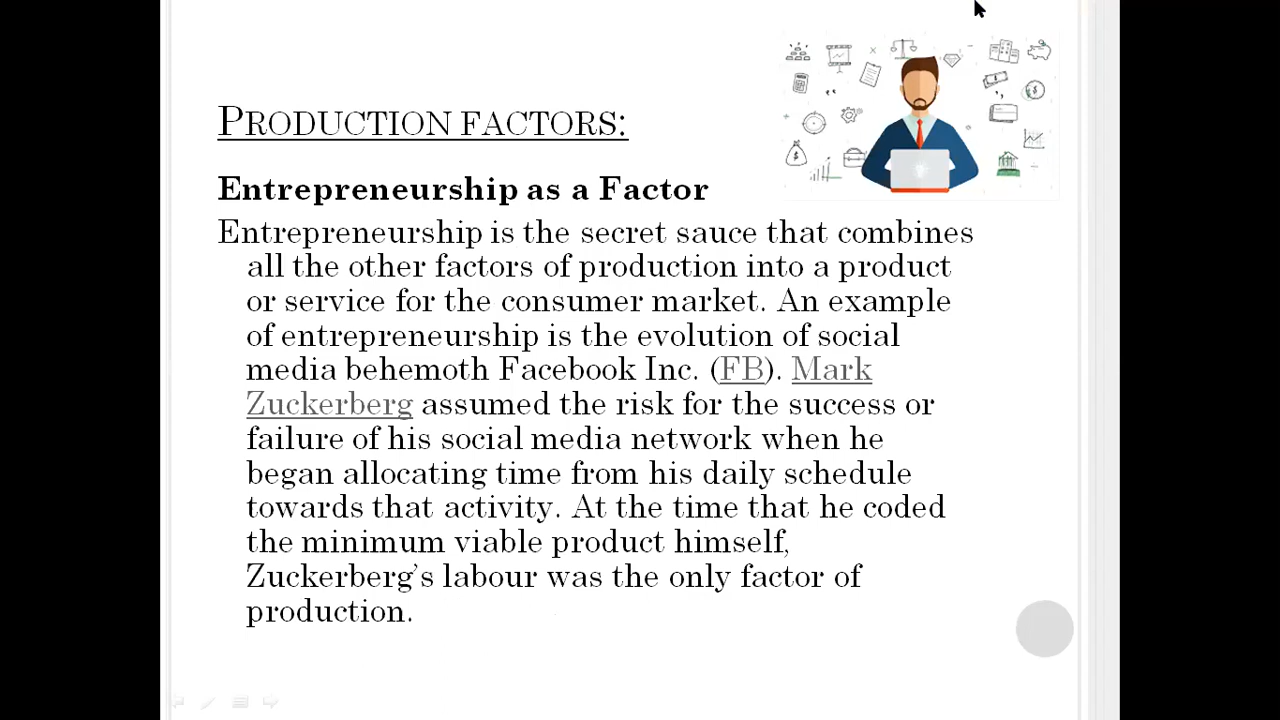 PRODUCTION FACTORS:
Entrepreneurship as a Factor
Entrepreneurship is the secret sauce that combines
all the other factors of production into a product
or service for the consumer market. An example
of entrepreneurship is the evolution of social
media behemoth Facebook Inc. (FB). Mark
Zuckerberg assumed the risk for the success or
failure of his social media network when he
began allocating time from his daily schedule
towards that activity. At the time that he coded
the minimum viable product himself,
Zuckerberg’s labour was the only factor of
production.